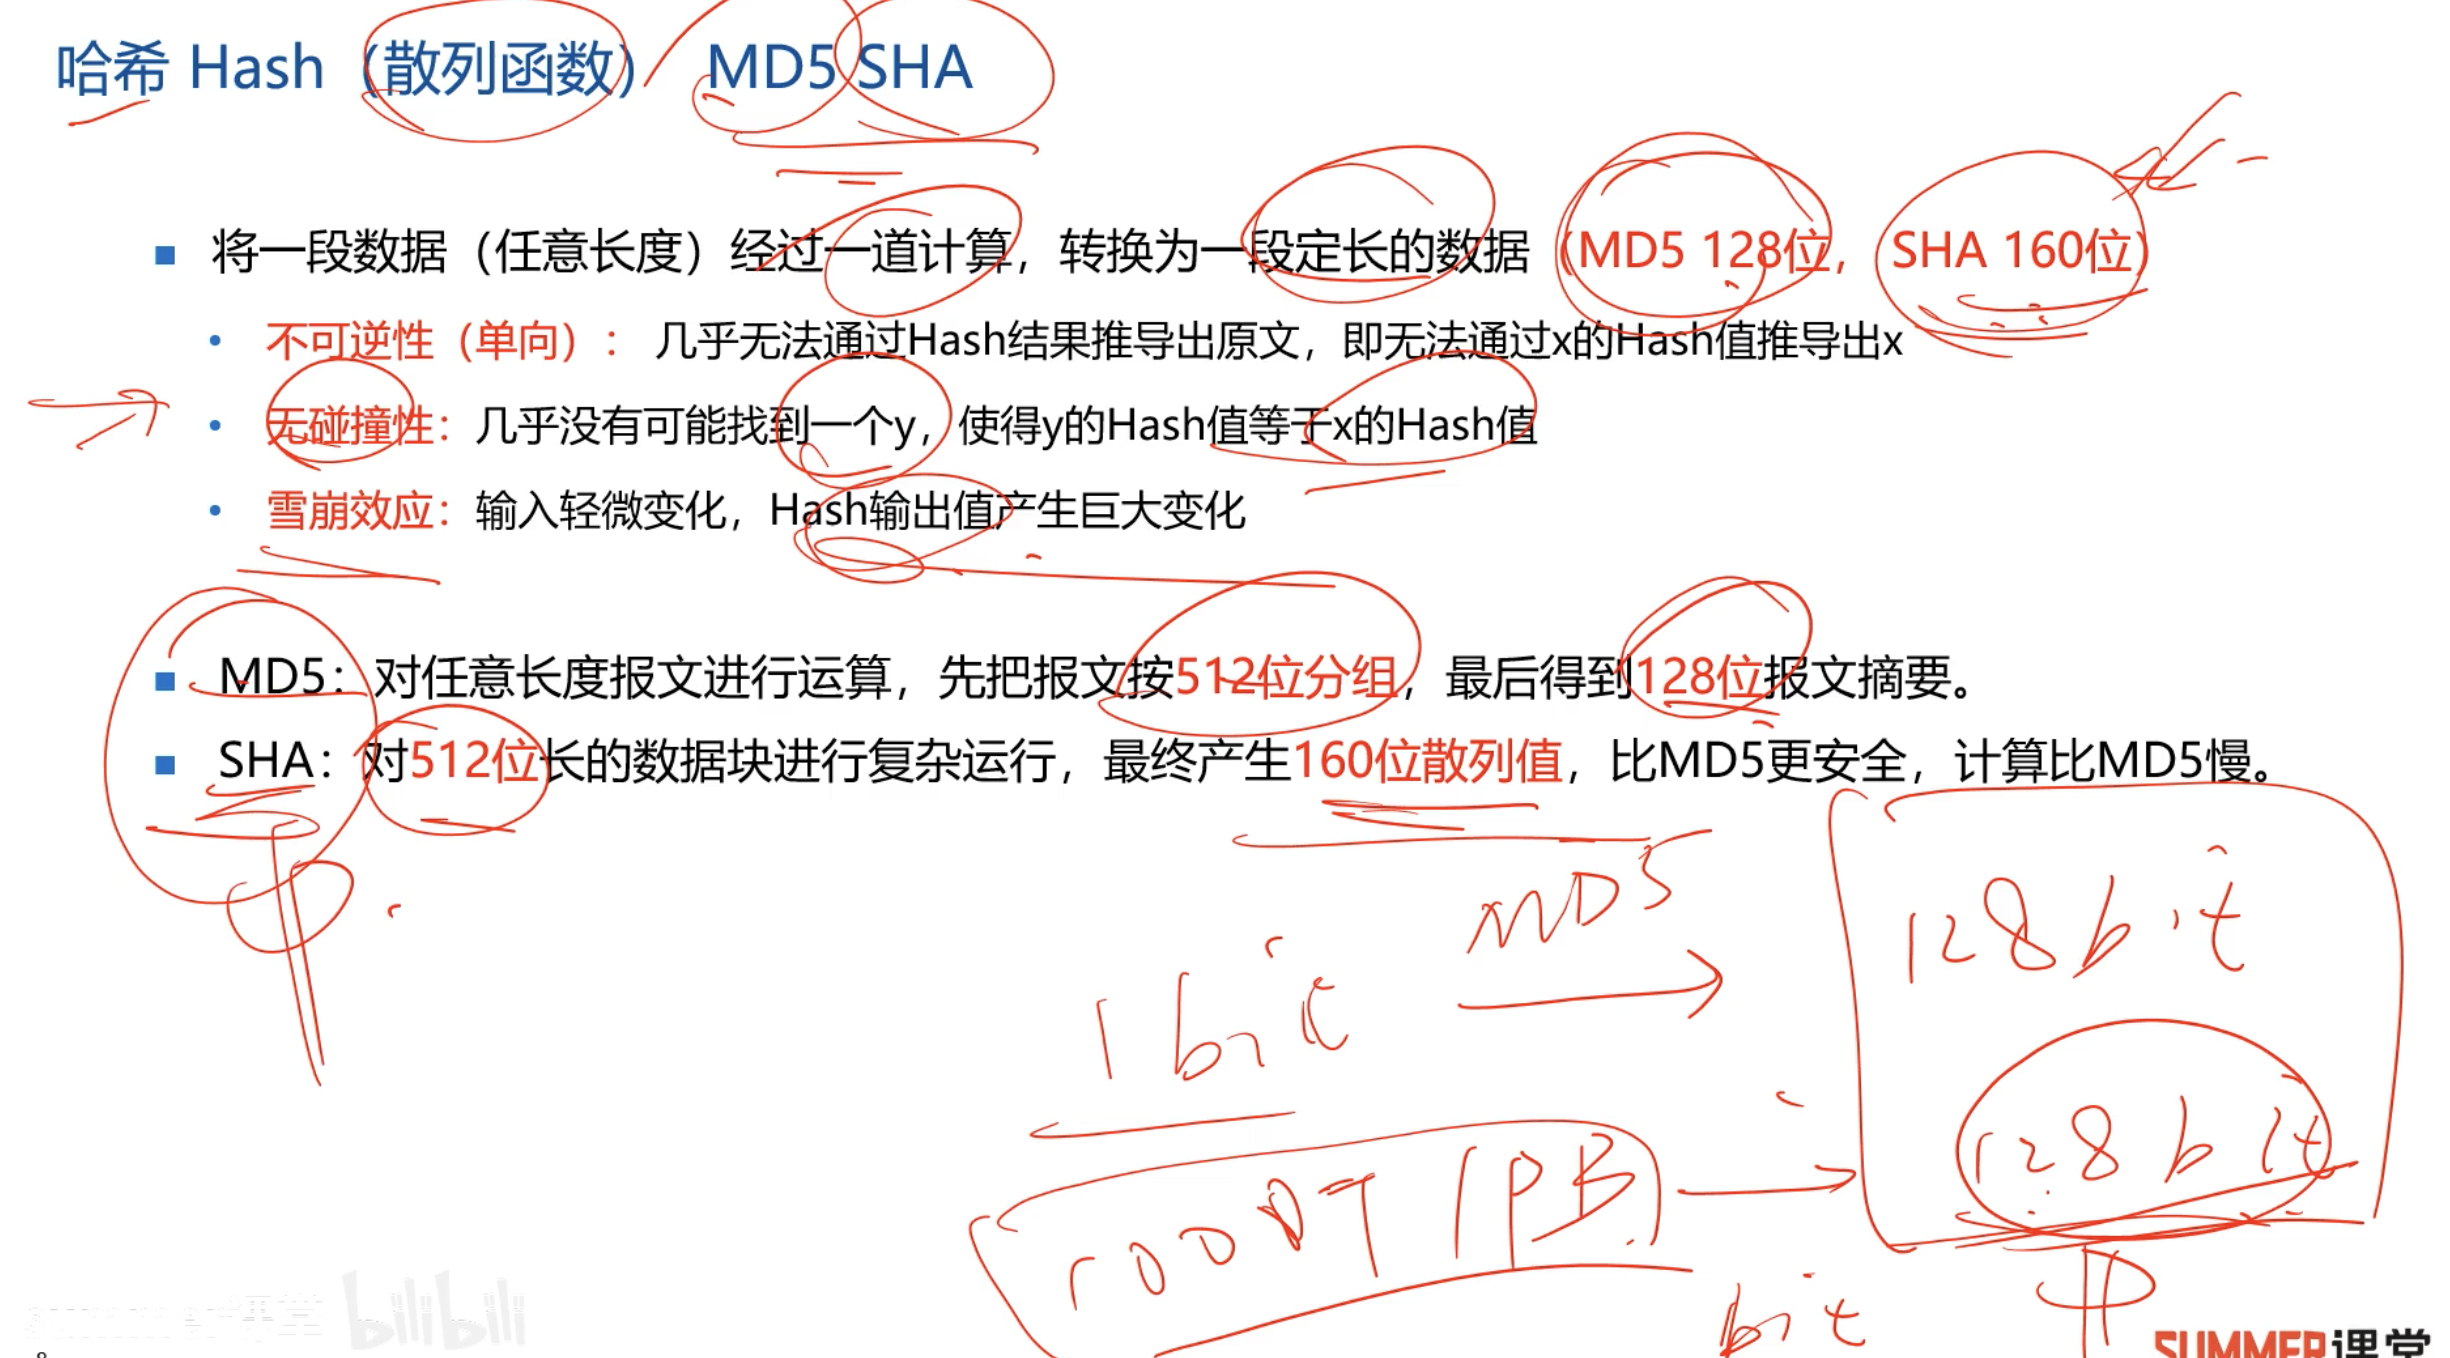 哈希 Hash（散列函数） MD5 SHA
将一段数据（任意长度）经过一道计算，转换为一段定长的数据（MD5 128位，SHA 160位）
不可逆性（单向）：几乎无法通过Hash结果推导出原文，即无法通过x的Hash值推导出x
无碰撞性：几乎没有可能找到一个y，使得y的Hash值等于x的Hash值
雪崩效应：输入轻微变化，Hash输出值产生巨大变化
MD5：对任意长度报文进行运算，先把报文按512位分组，最后得到128位报文摘要。
SHA：对512位长的数据块进行复杂运行，最终产生160位散列值，比MD5更安全，计算比MD5慢。
1bit MD5 128bit
1000T 1PB 128bit
bit
summer课堂 bilibili
SUMMER课堂